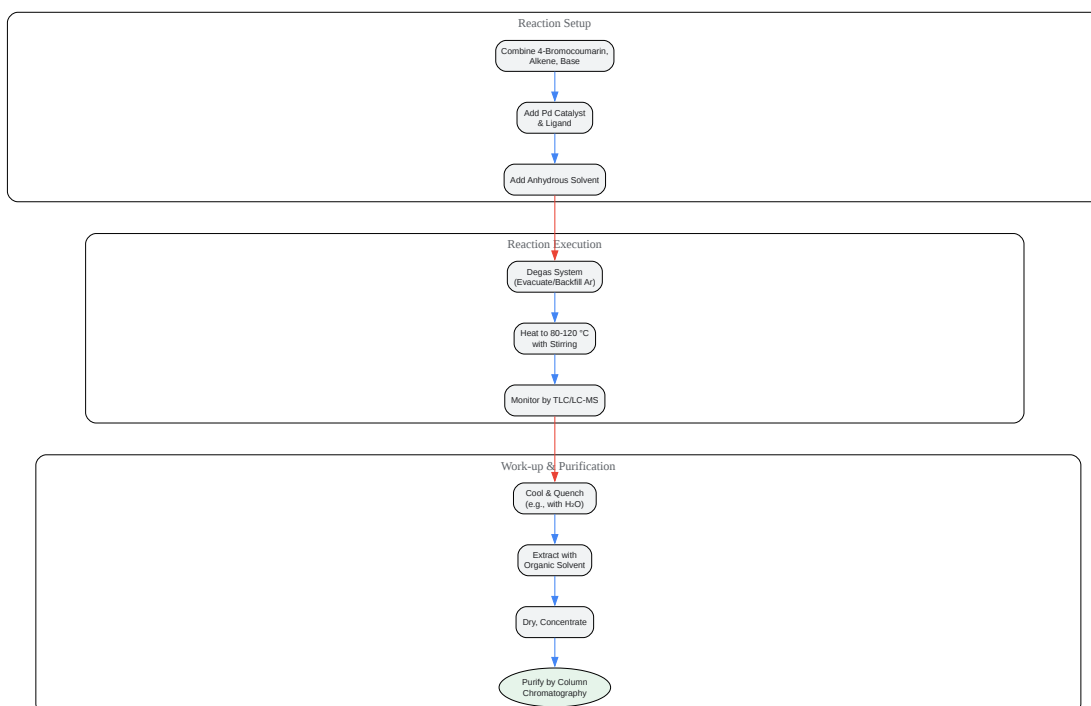 Reaction Setup
Combine 4-Bromocoumarin,
Alkene, Base
Add Pd Catalyst
& Ligand
Add Anhydrous Solvent
Reaction Execution
Degas System
(Evacuate/Backfill Ar)
Heat to 80-120 °C
with Stirring
Monitor by TLC/LC-MS
Work-up & Purification
Cool & Quench
(e.g., with H₂O)
Extract with
Organic Solvent
Dry, Concentrate
Purify by Column
Chromatography